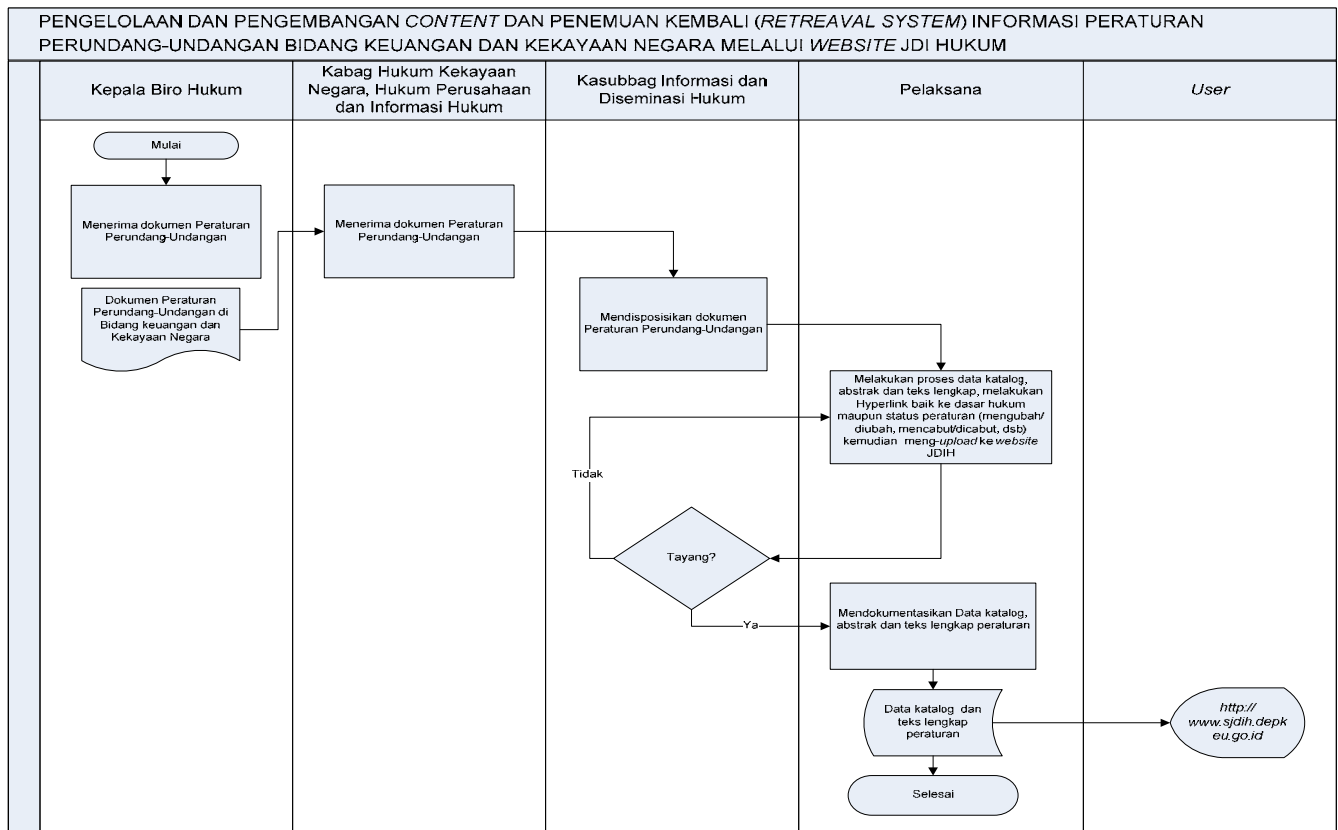 PENGELOLAAN DAN PENGEMBANGAN CONTENT DAN PENEMUAN KEMBALI (RETREAVAL SYSTEM) INFORMASI PERATURAN
PERUNDANG-UNDANGAN BIDANG KEUANGAN DAN KEKAYAAN NEGARA MELALUI WEBSITE JDI HUKUM
Kepala Biro Hukum
Kabag Hukum Kekayaan
Negara, Hukum Perusahaan
dan Informasi Hukum
Kasubbag Informasi dan
Diseminasi Hukum
Pelaksana
User
Mulai
Menerima dokumen Peraturan
Perundang-Undangan
Dokumen Peraturan
Perundang-Undangan di
Bidang keuangan dan
Kekayaan Negara
Menerima dokumen Peraturan
Perundang-Undangan
Mendisposisikan dokumen
Peraturan Perundang-Undangan
Melakukan proses data katalog,
abstrak dan teks lengkap, melakukan
Hyperlink baik ke dasar hukum
maupun status peraturan (mengubah/
diubah, mencabut/dicabut, dsb)
kemudian meng-upload ke website
JDIH
Tidak
Tayang?
Ya
Mendokumentasikan Data katalog,
abstrak dan teks lengkap peraturan
Data katalog dan
teks lengkap
peraturan
http://
www.sjdih.depk
eu.go.id
Selesai